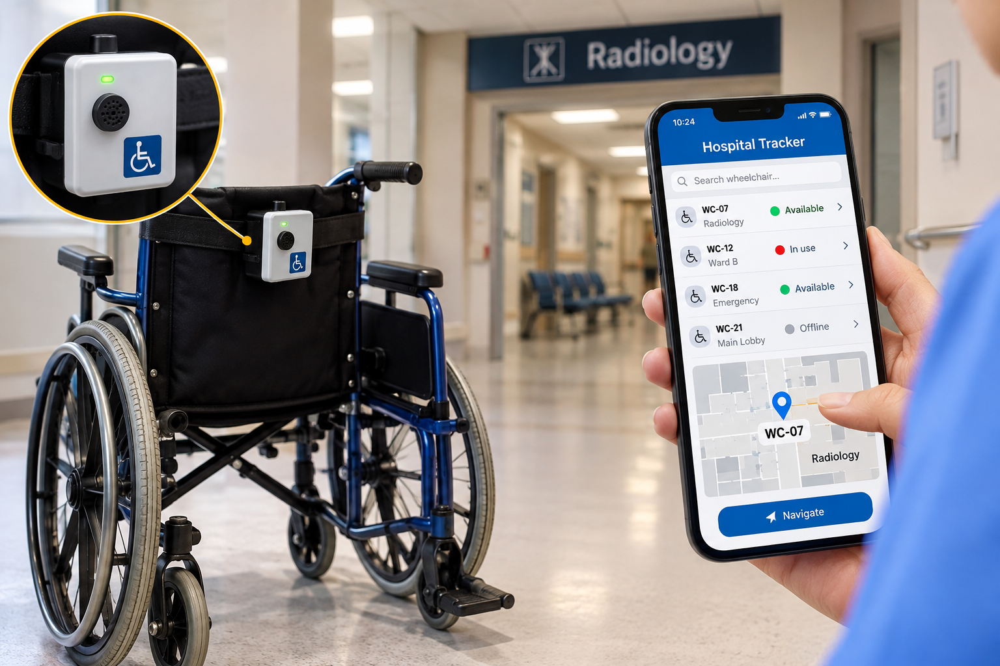 Radiology
10:24
Hospital Tracker
Search wheelchair...
WC-07
Radiology
Available
WC-12
Ward B
In use
WC-18
Emergency
Available
WC-21
Main Lobby
Offline
WC-07
Radiology
Navigate